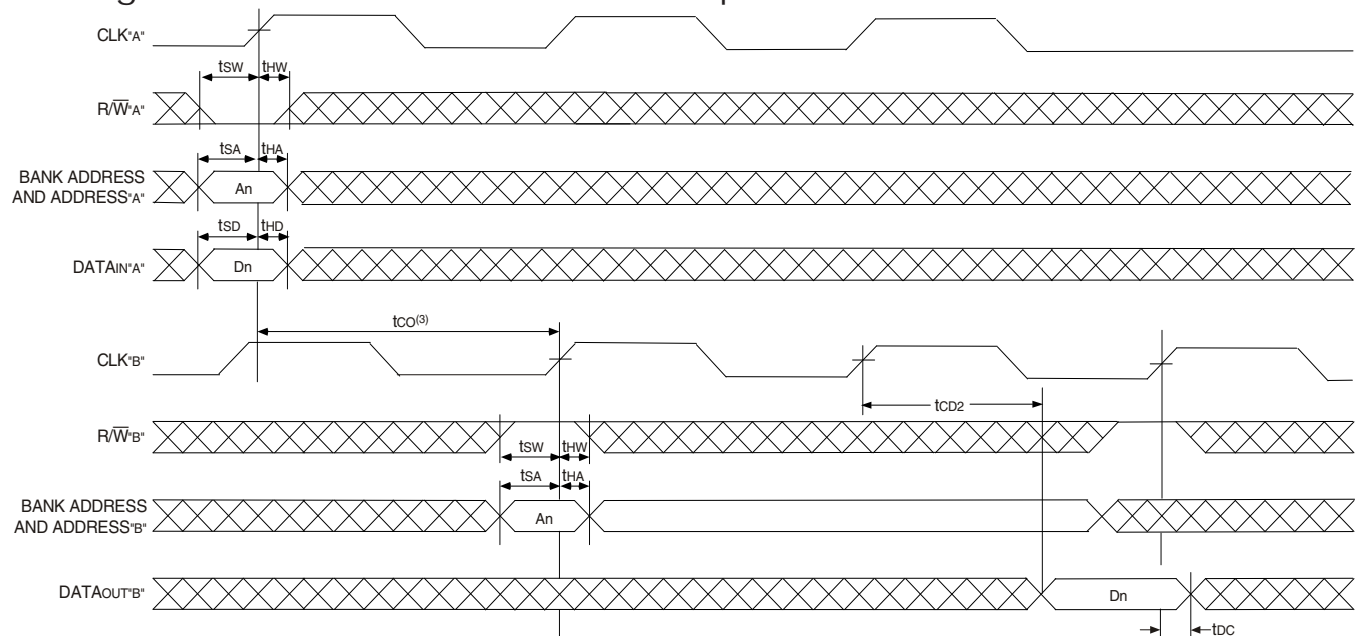 CLK"A"
tSW tHW
R/W̅"A"
tSA tHA
BANK ADDRESS
AND ADDRESS"A"
An
tSD tHD
DATAIN"A"
Dn
tCO(3)
CLK"B"
tCD2
R/W̅"B"
tSW tHW
tSA tHA
BANK ADDRESS
AND ADDRESS"B"
An
DATAOUT"B"
Dn
tDC